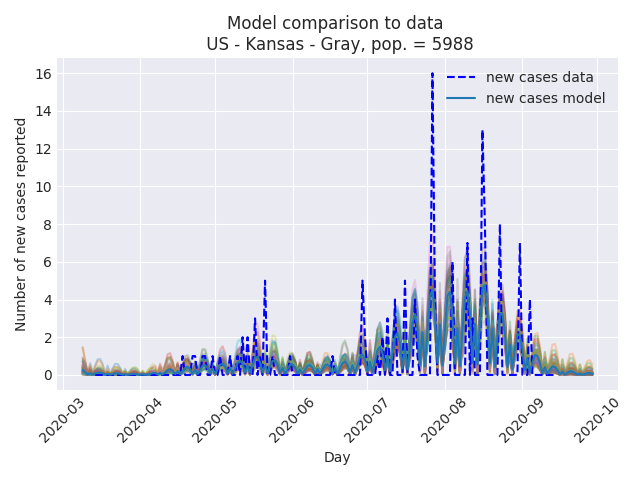 Model comparison to data
US - Kansas - Gray, pop. = 5988
Number of new cases reported
16
14
12
10
8
6
4
2
0
new cases data
new cases model
2020-03
2020-04
2020-05
2020-06
2020-07
2020-08
2020-09
2020-10
Day